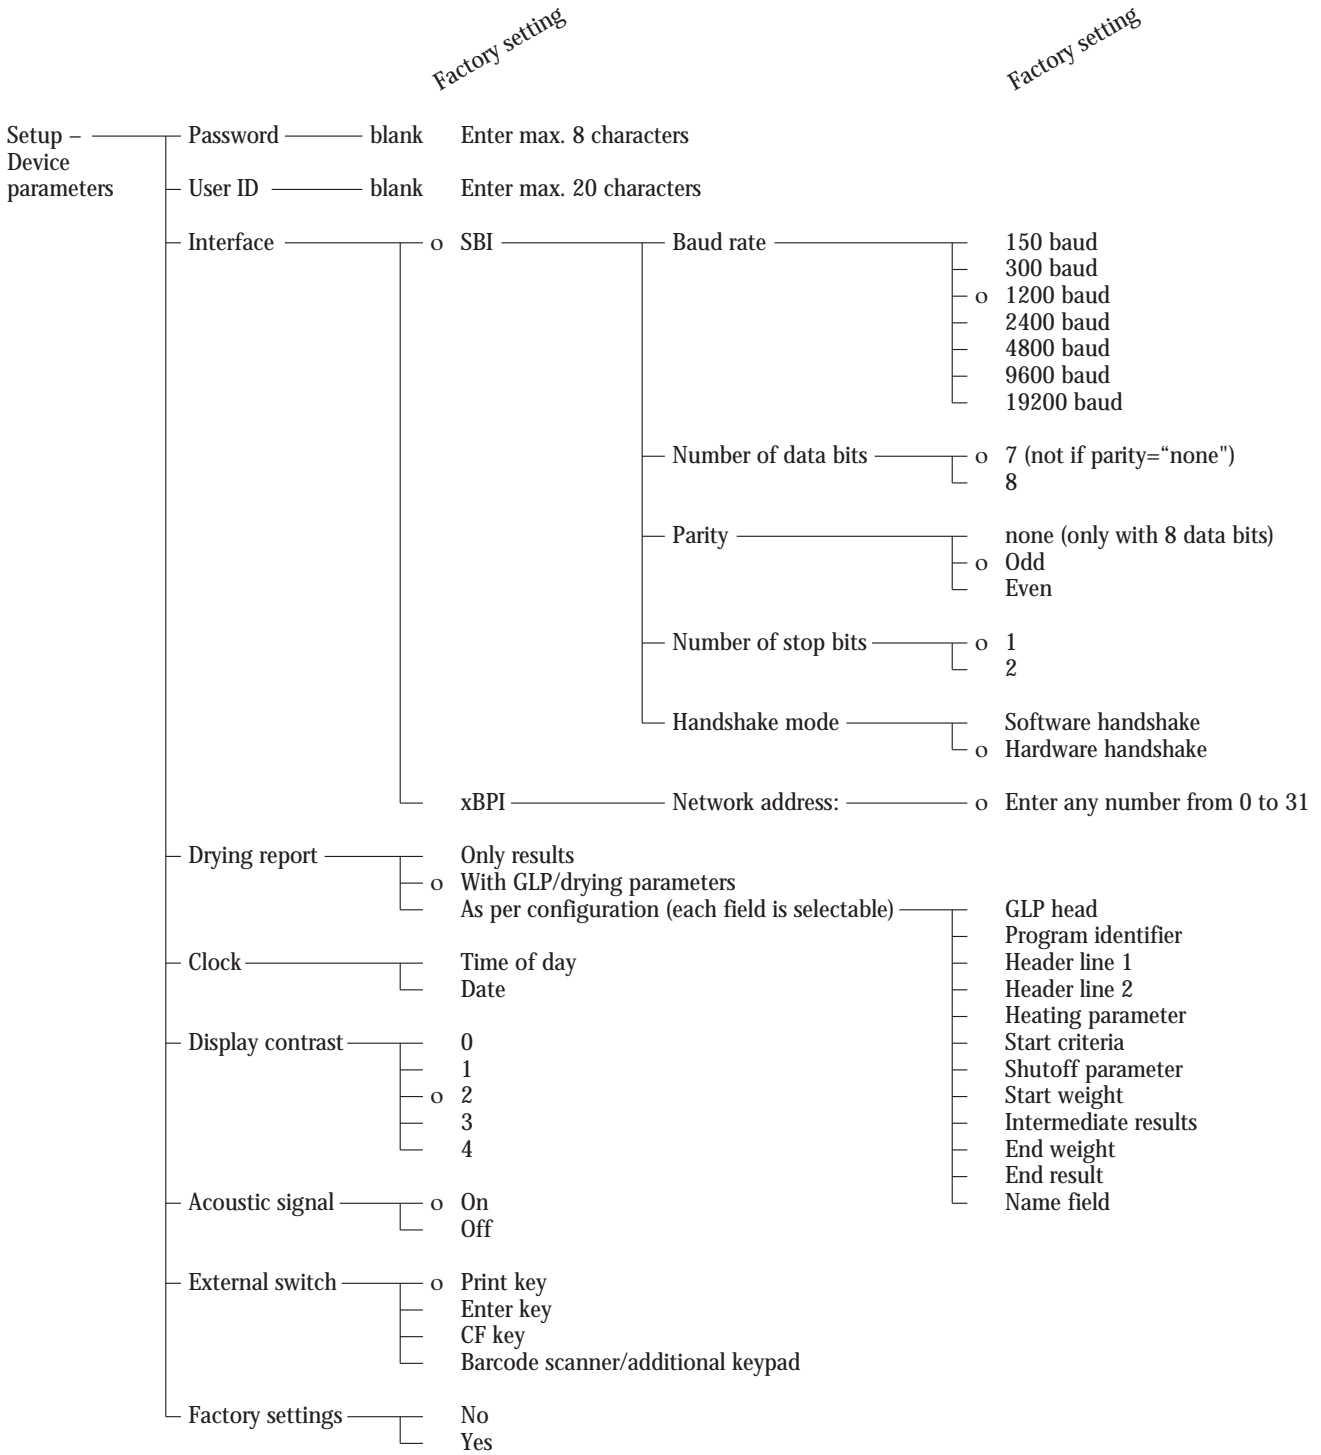 Factory setting Factory setting
Setup – Password blank Enter max. 8 characters
Device
parameters User ID blank Enter max. 20 characters
Interface o SBI Baud rate 150 baud
300 baud
o 1200 baud
2400 baud
4800 baud
9600 baud
19200 baud
Number of data bits o 7 (not if parity=“none")
8
Parity none (only with 8 data bits)
o Odd
Even
Number of stop bits o 1
2
Handshake mode Software handshake
o Hardware handshake
xBPI Network address: o Enter any number from 0 to 31
Drying report Only results
o With GLP/drying parameters
As per configuration (each field is selectable) GLP head
Program identifier
Clock Time of day Header line 1
Date Header line 2
Heating parameter
Display contrast 0 Start criteria
1 Shutoff parameter
o 2 Start weight
3 Intermediate results
4 End weight
End result
Acoustic signal o On Name field
Off
External switch o Print key
Enter key
CF key
Barcode scanner/additional keypad
Factory settings No
Yes